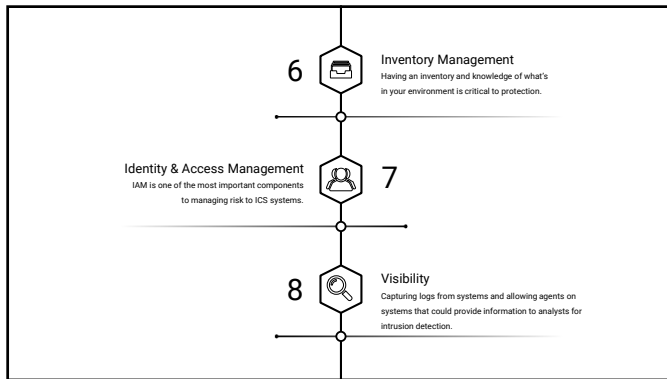 6
Inventory Management
Having an inventory and knowledge of what's
in your environment is critical to protection.
Identity & Access Management
IAM is one of the most important components
to managing risk to ICS systems.
7
8
Visibility
Capturing logs from systems and allowing agents on
systems that could provide information to analysts for
intrusion detection.